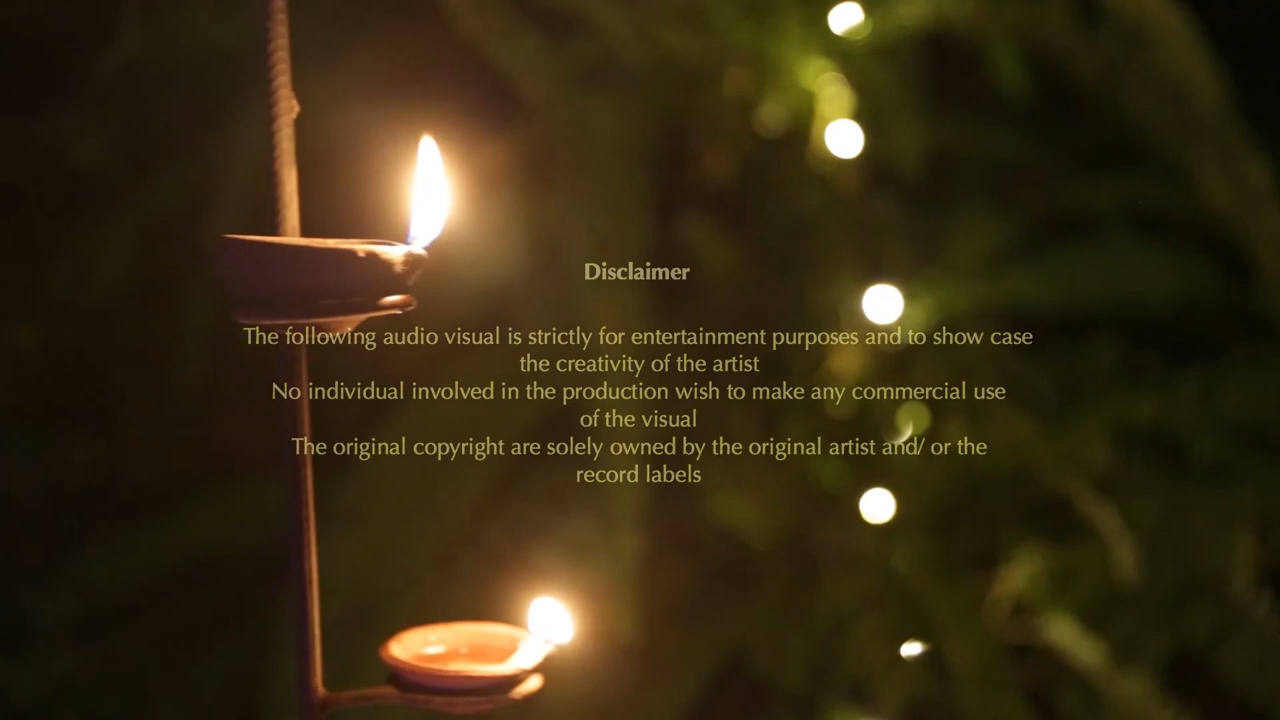 Disclaimer
The following audio visual is strictly for entertainment purposes and to show case
the creativity of the artist
No individual involved in the production wish to make any commercial use
of the visual
The original copyright are solely owned by the original artist and/ or the
record labels